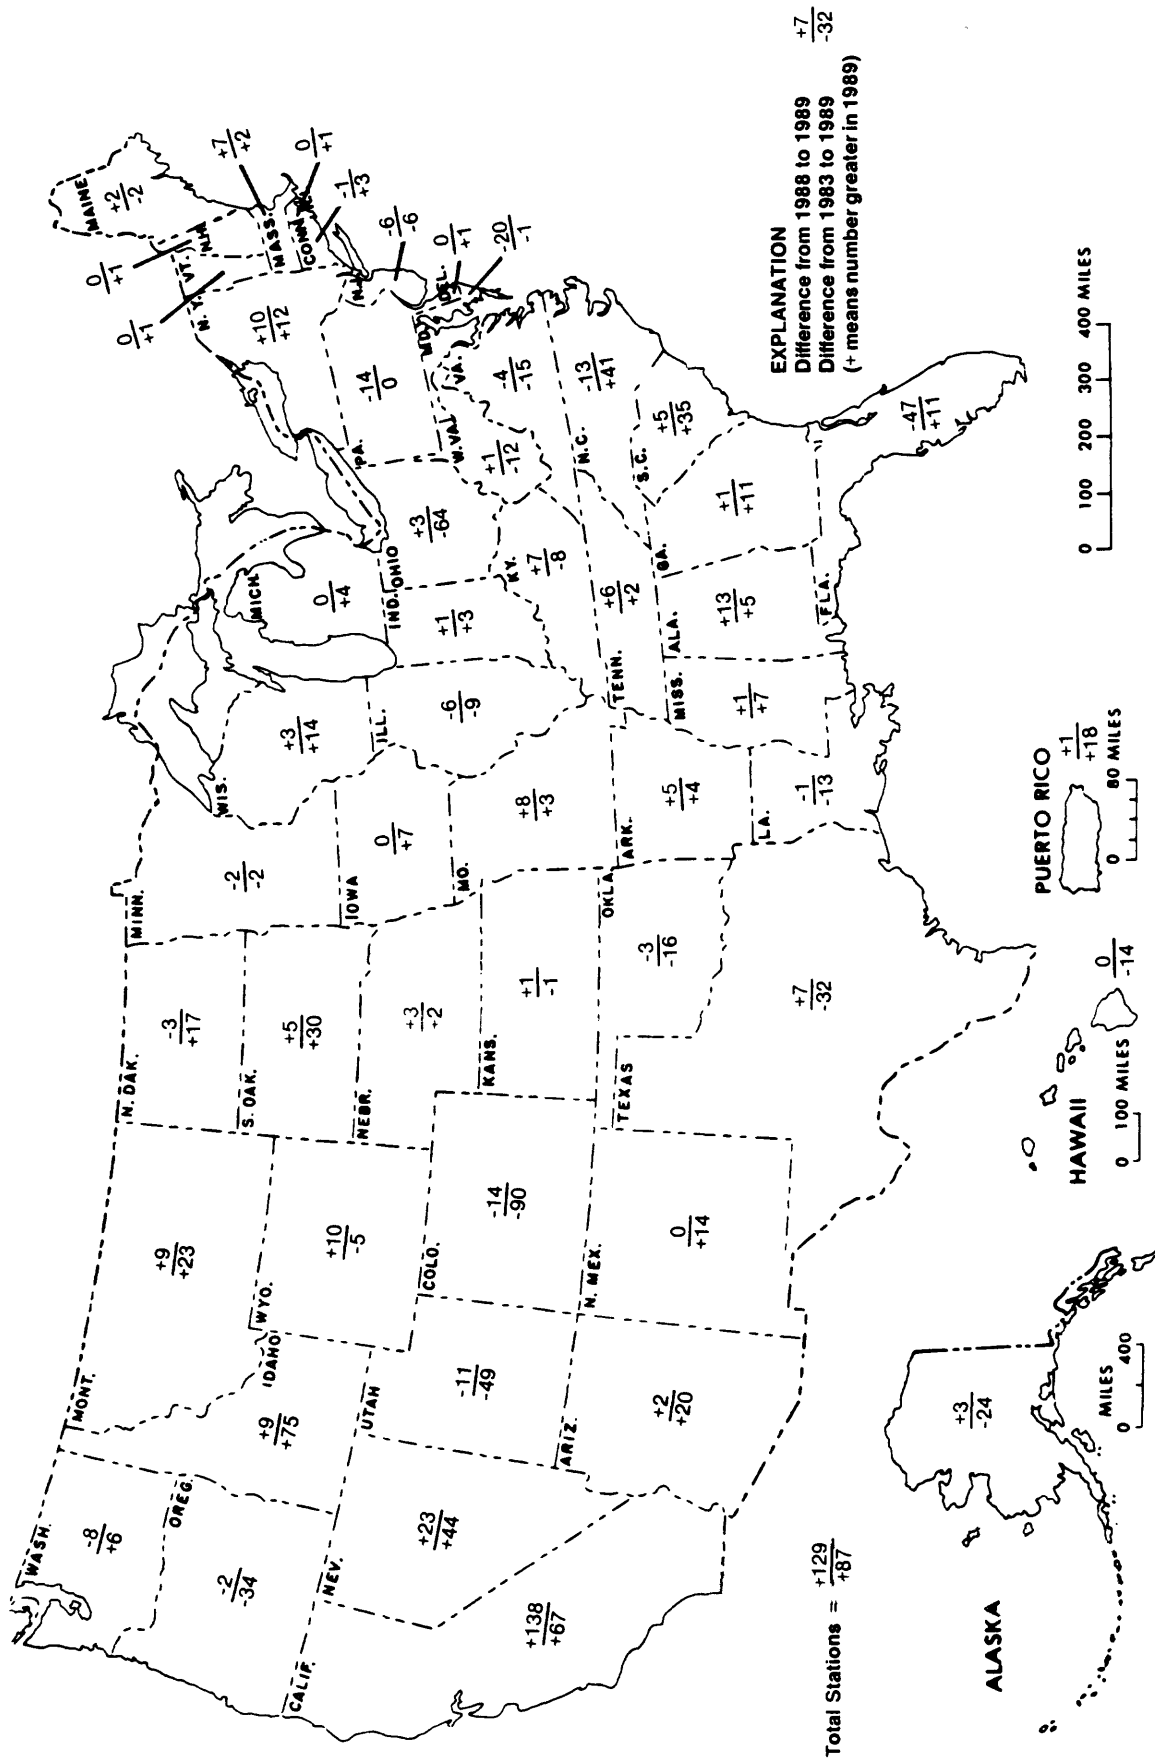 WASH.
-8
+6
OREG.
-2
-34
CALIF.
+138
+67
NEV.
+23
+44
IDAHO
+9
+75
MONT.
+9
+23
WYO.
+10
-5
UTAH
-11
-49
ARIZ.
+2
+20
COLO.
-14
-90
N. MEX.
0
+14
N. DAK.
-3
+17
S. DAK.
+5
+30
NEBR.
+3
+2
KANS.
+1
-1
OKLA.
-3
-16
TEXAS
+7
-32
MINN.
-2
-2
IOWA
0
+7
MO.
+8
+3
ARK.
+5
+4
LA.
-1
-13
WIS.
+3
+14
ILL.
-6
-9
MICH.
0
+4
IND.
+1
+3
OHIO
+3
-64
KY.
+7
-8
TENN.
+6
+2
MISS.
+1
+7
ALA.
+13
+5
GA.
+1
+11
FLA.
-47
+11
S.C.
+5
+35
N.C.
-13
+41
VA.
-4
-15
W.VA.
+1
-12
PA.
-14
0
N.Y.
+10
+12
VT.
0
+1
N.H.
0
+1
MAINE
+2
-2
MASS.
+7
+2
0
+1
CONN.
-1
+3
N.J.
-6
-6
DEL.
0
+1
MD.
-20
-1
EXPLANATION
Difference from 1988 to 1989 +7
Difference from 1983 to 1989 -32
(+ means number greater in 1989)
0 100 200 300 400 MILES
Total Stations = +129
+87
ALASKA
+3
-24
MILES
0 400
HAWAII
0
-14
0 100 MILES
PUERTO RICO
+1
+18
0 80 MILES